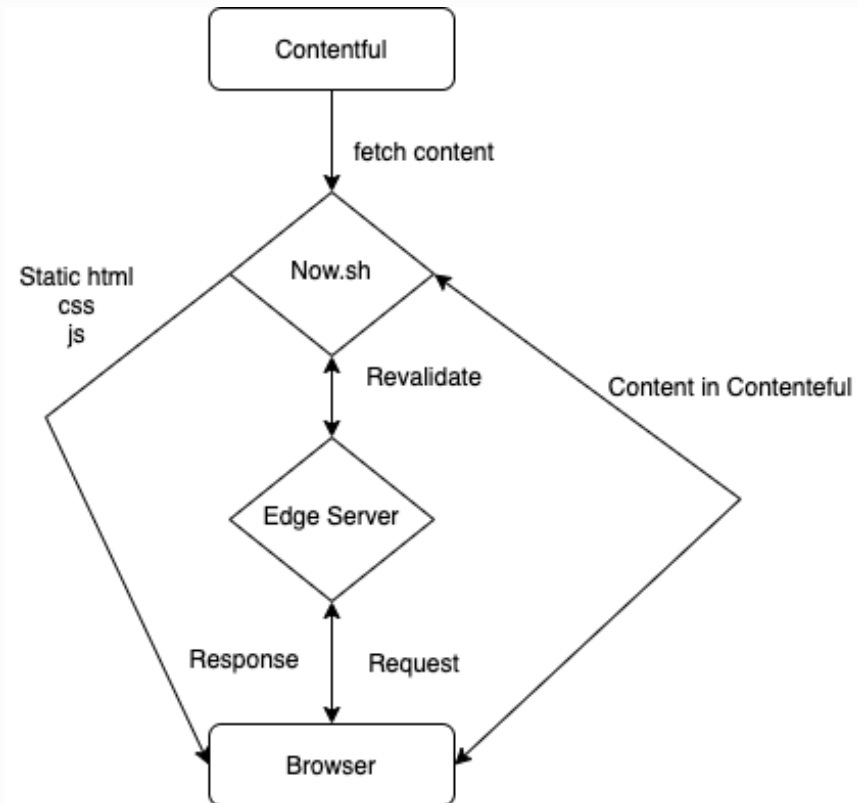 Contentful
fetch content
Now.sh
Static html
css
js
Revalidate
Content in Contenteful
Edge Server
Response
Request
Browser